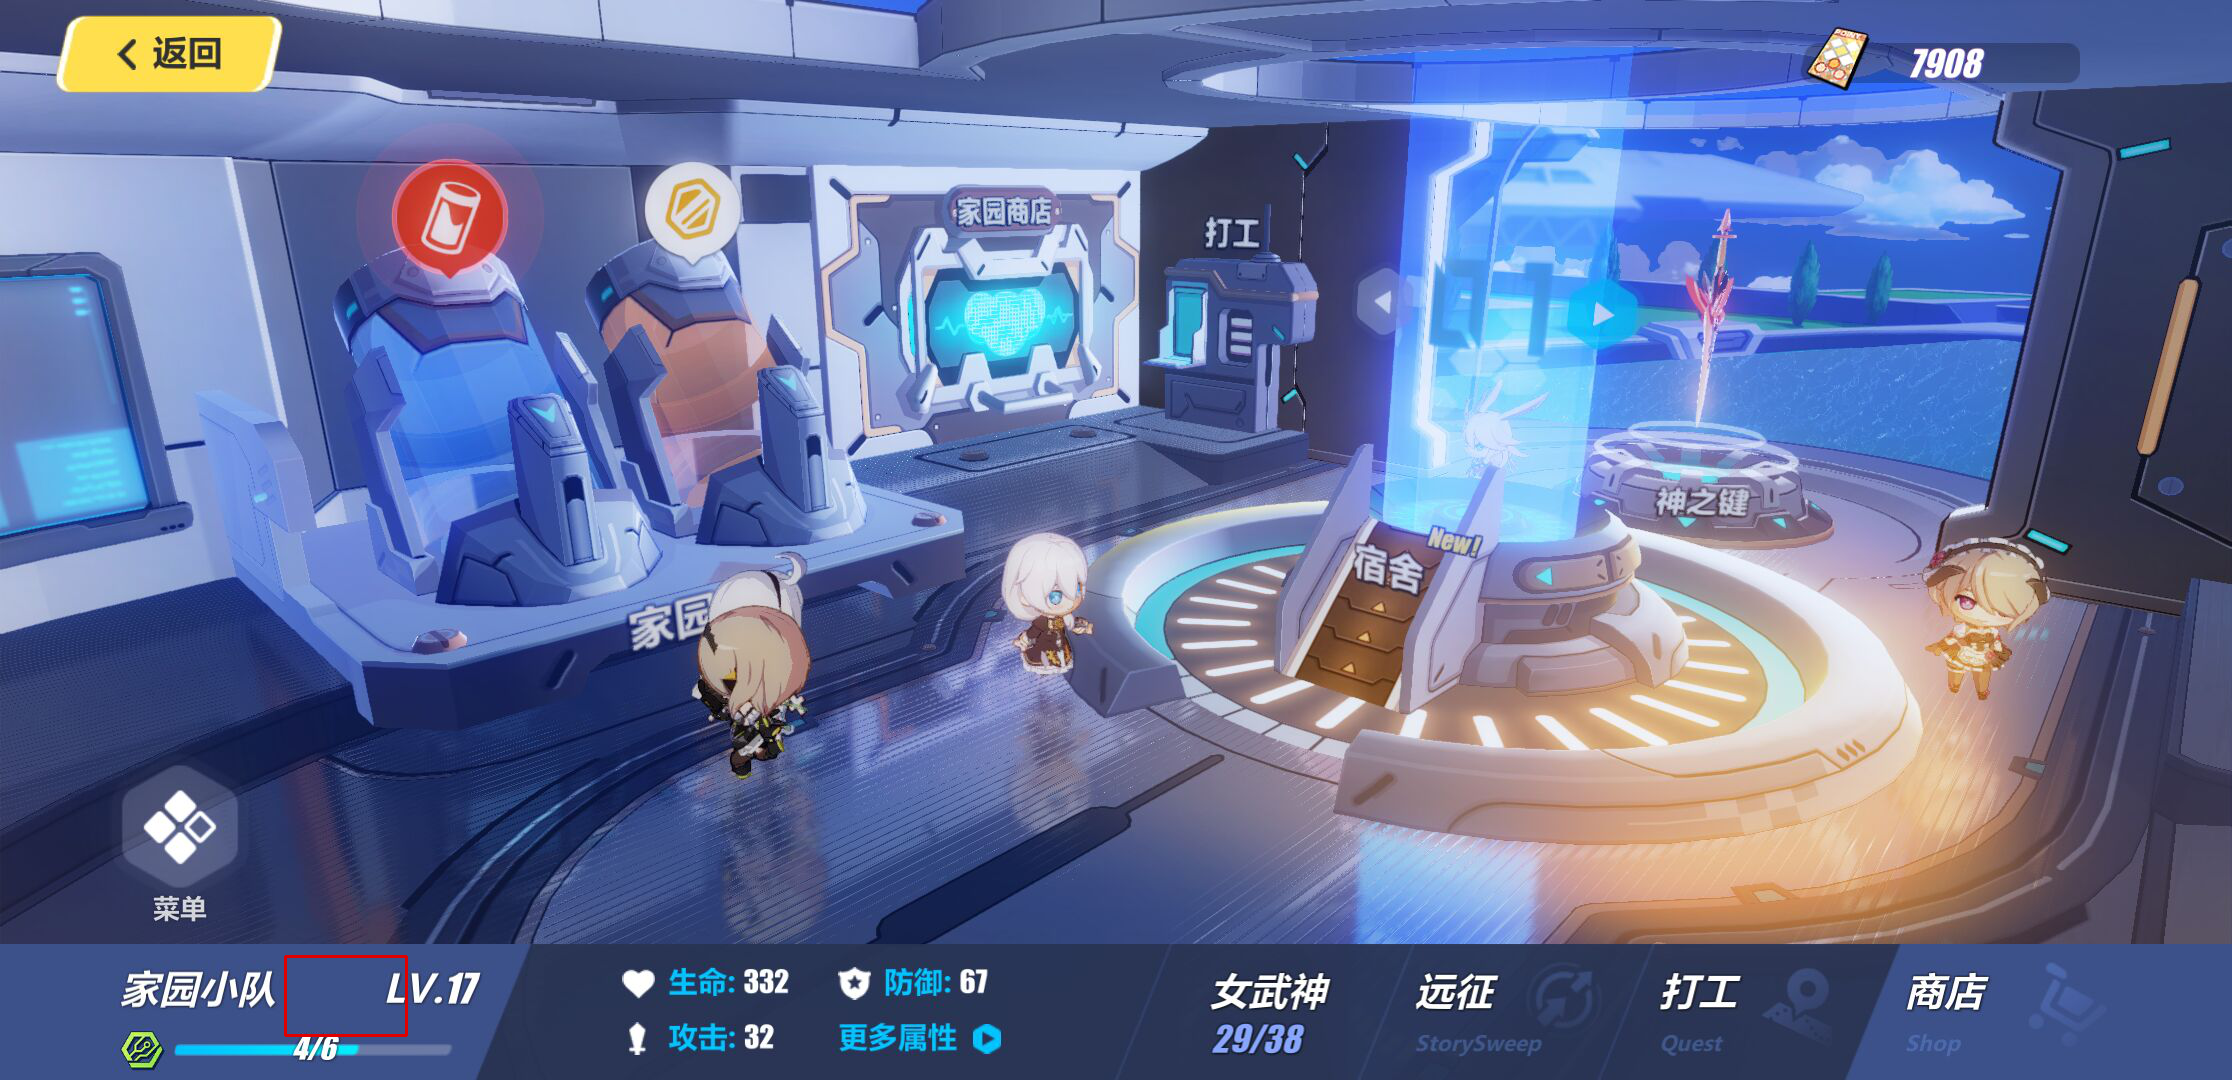 返回
7908
家园商店
打工
神之键
New!
宿舍
家园
菜单
家园小队 LV.17
4/6
生命: 332
防御: 67
攻击: 32
更多属性
女武神
29/38
远征
StorySweep
打工
Quest
商店
Shop